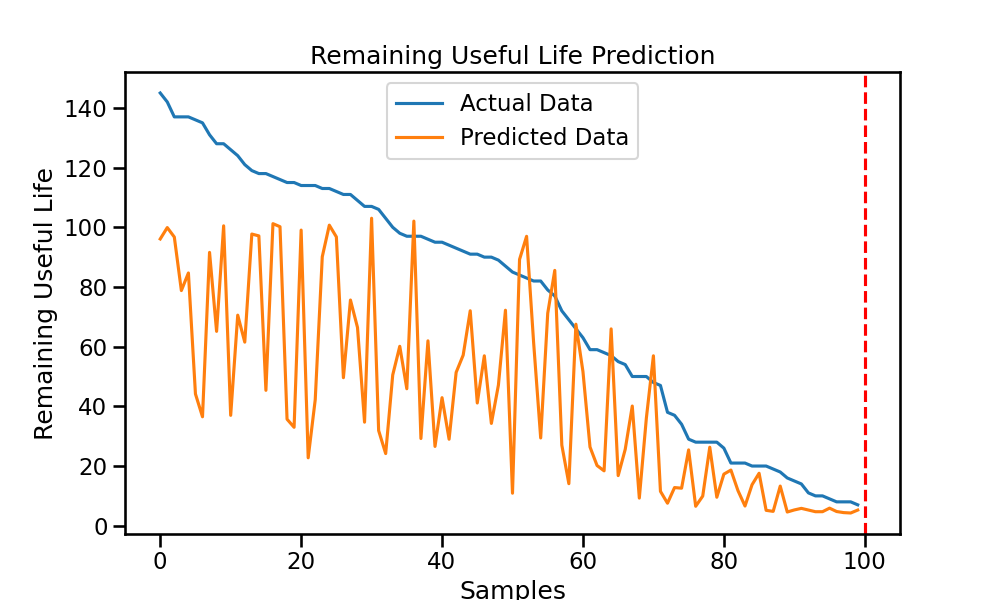 Remaining Useful Life Prediction
Actual Data
Predicted Data
Remaining Useful Life
140
120
100
80
60
40
20
0
0 20 40 60 80 100
Samples